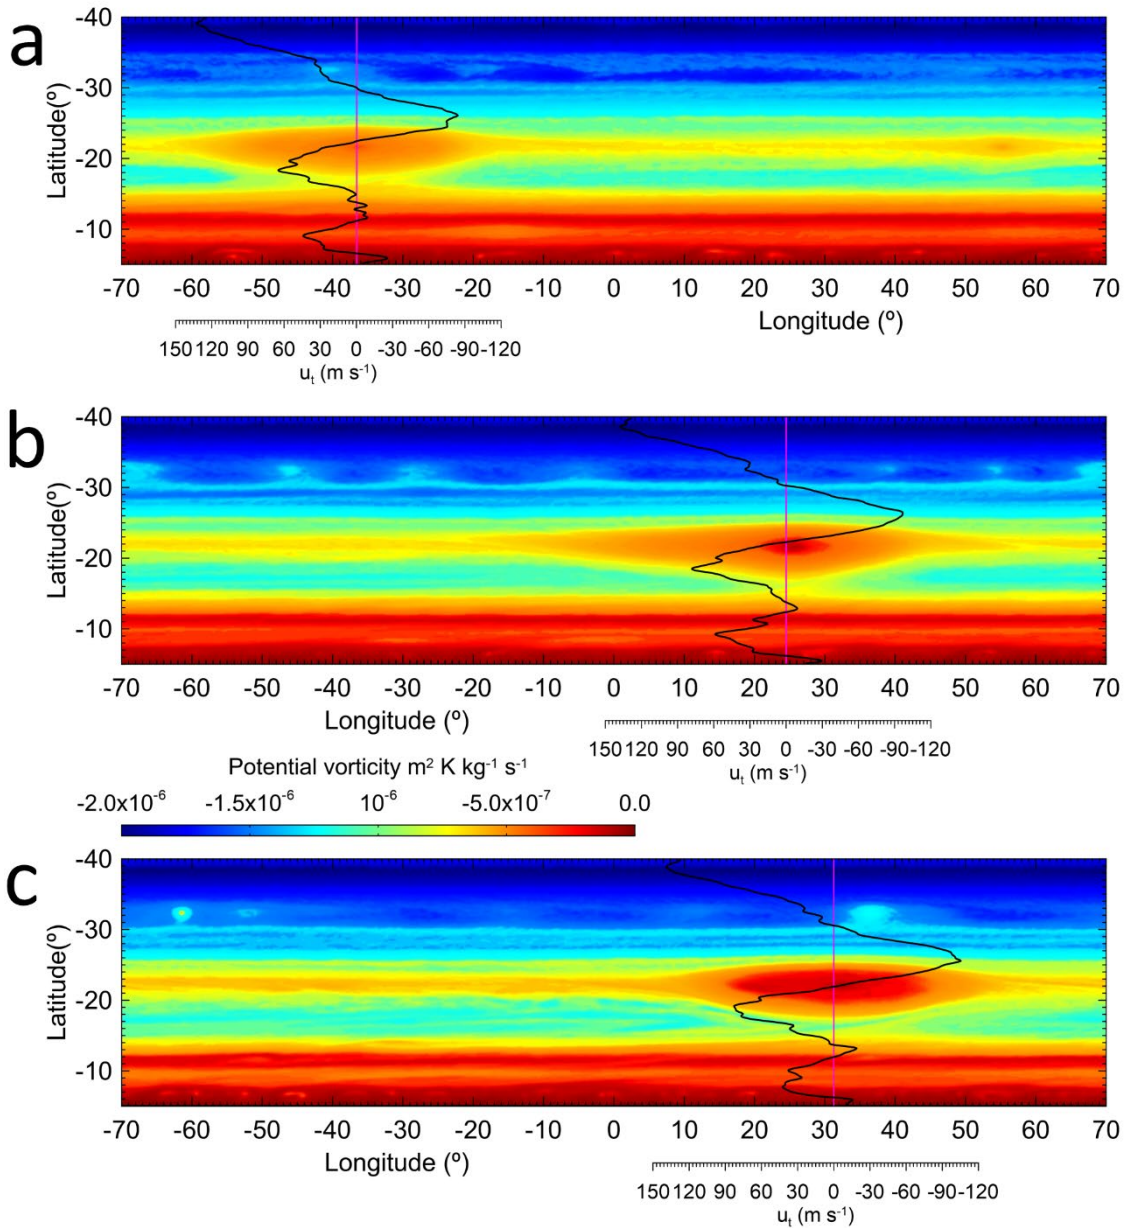 a
Latitude(º)
-40
-30
-20
-10
-70 -60 -50 -40 -30 -20 -10 0 10 20 30 40 50 60 70
Longitude (º)
150 120 90 60 30 0 -30 -60 -90 -120
uₜ (m s⁻¹)
b
Latitude(º)
-40
-30
-20
-10
-70 -60 -50 -40 -30 -20 -10 0 10 20 30 40 50 60 70
Longitude (º)
150 120 90 60 30 0 -30 -60 -90 -120
uₜ (m s⁻¹)
Potential vorticity m² K kg⁻¹ s⁻¹
-2.0x10⁻⁶ -1.5x10⁻⁶ 10⁻⁶ -5.0x10⁻⁷ 0.0
c
Latitude(º)
-40
-30
-20
-10
-70 -60 -50 -40 -30 -20 -10 0 10 20 30 40 50 60 70
Longitude (º)
150 120 90 60 30 0 -30 -60 -90 -120
uₜ (m s⁻¹)